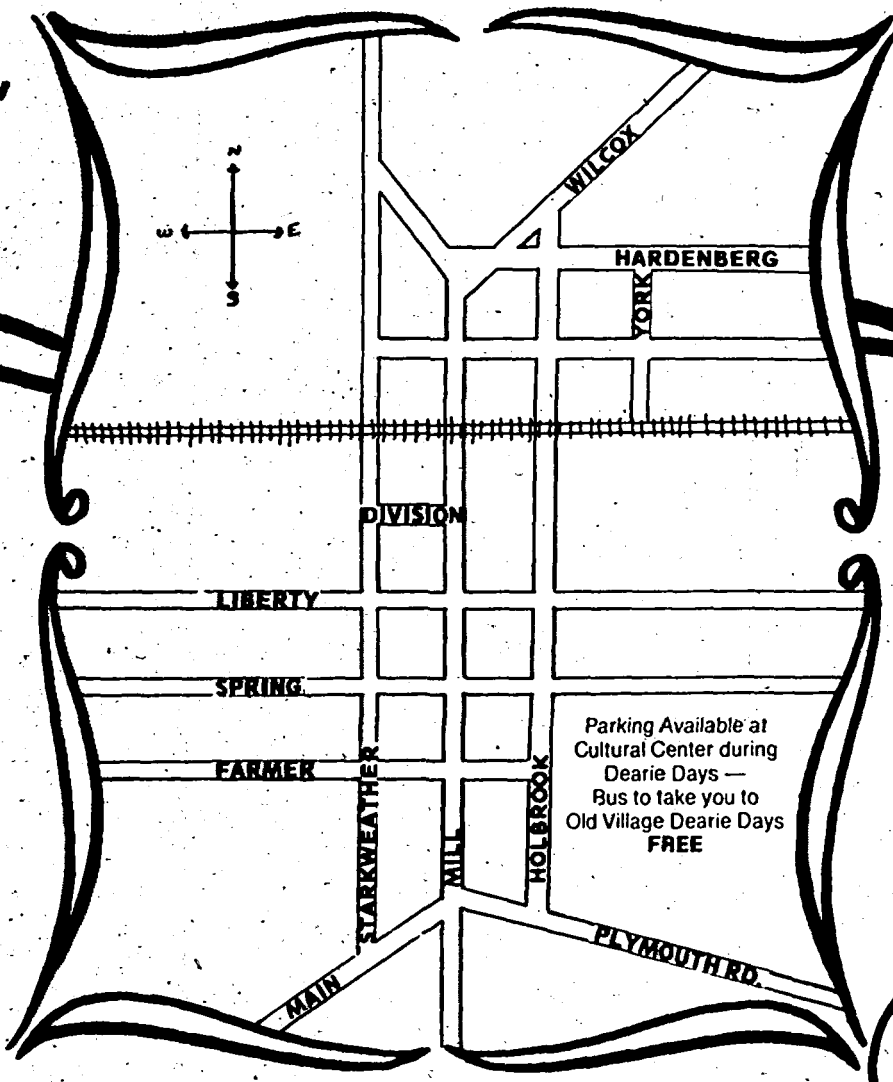 N
WILCOX
W E
HARDENBERG
S
YORK
DIVISION
LIBERTY
SPRING
Parking Available at
Cultural Center during
Dearie Days —
Bus to take you to
Old Village Dearie Days
FREE
FARMER
STARKWEATHER
MILL
HOLBROOK
PLYMOUTH RD.
MAIN